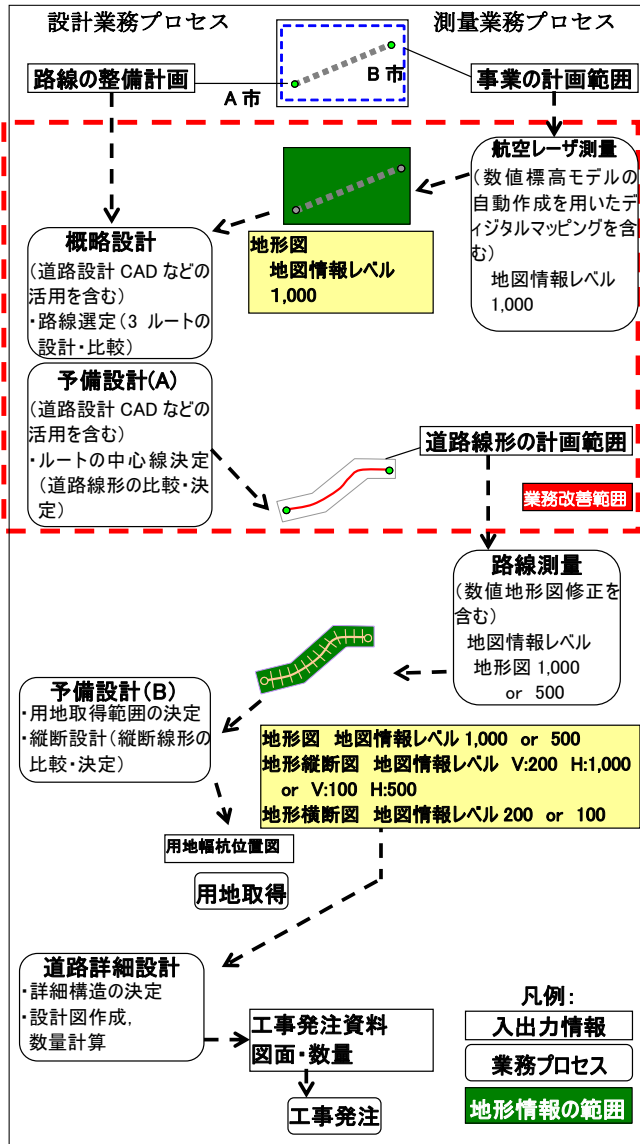 設計業務プロセス
測量業務プロセス
路線の整備計画
A市
B市
事業の計画範囲
航空レーザ測量
(数値標高モデルの
自動作成を用いたデ
ィジタルマッピングを含
む)
地図情報レベル
1,000
地形図
地図情報レベル
1,000
概略設計
(道路設計 CAD などの
活用を含む)
・路線選定(3 ルートの
設計・比較)
予備設計(A)
(道路設計 CAD などの
活用を含む)
・ルートの中心線決定
(道路線形の比較・決
定)
道路線形の計画範囲
業務改善範囲
路線測量
(数値地形図修正を
含む)
地図情報レベル
地形図 1,000
or 500
予備設計(B)
・用地取得範囲の決定
・縦断設計(縦断線形の
比較・決定)
地形図 地図情報レベル 1,000 or 500
地形縦断図 地図情報レベル V:200 H:1,000
or V:100 H:500
地形横断図 地図情報レベル 200 or 100
用地幅杭位置図
用地取得
道路詳細設計
・詳細構造の決定
・設計図作成,
数量計算
工事発注資料
図面・数量
工事発注
凡例:
入出力情報
業務プロセス
地形情報の範囲